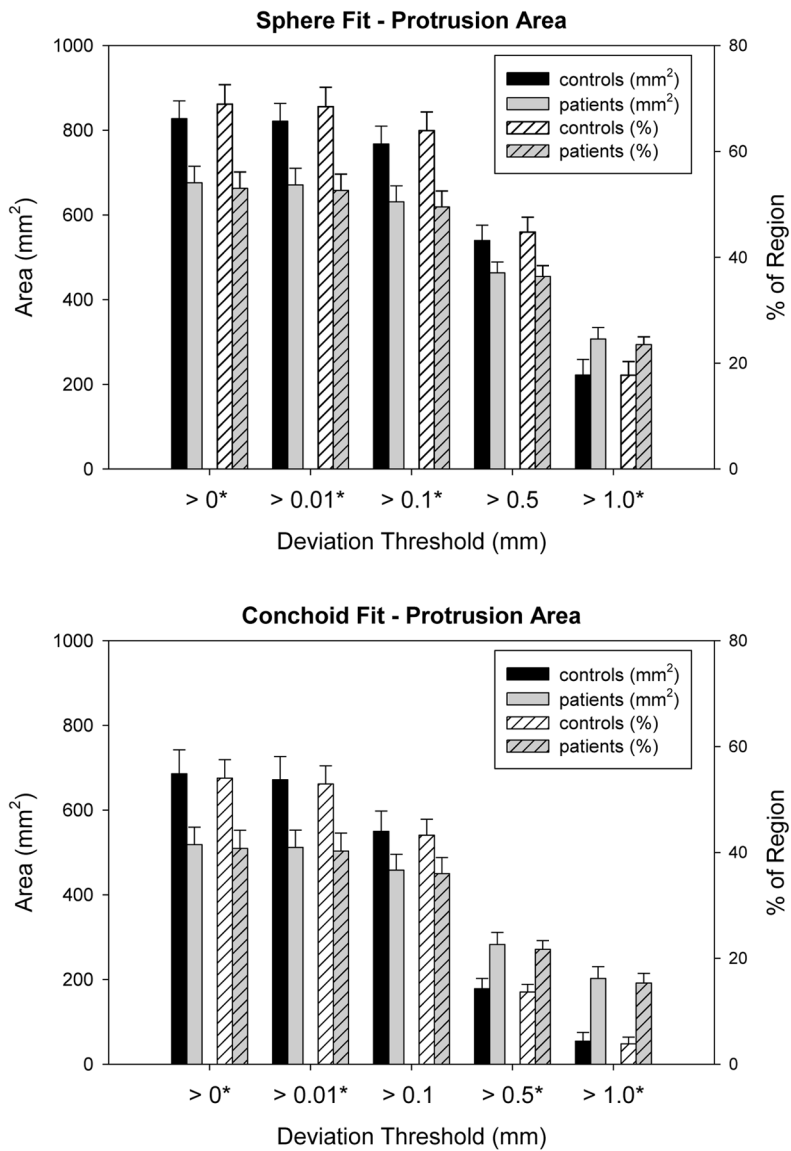 Sphere Fit - Protrusion Area
1000
800
600
400
200
0
Area (mm²)
80
60
40
20
0
% of Region
controls (mm²)
patients (mm²)
controls (%)
patients (%)
> 0* > 0.01* > 0.1* > 0.5 > 1.0*
Deviation Threshold (mm)
Conchoid Fit - Protrusion Area
1000
800
600
400
200
0
Area (mm²)
80
60
40
20
0
% of Region
controls (mm²)
patients (mm²)
controls (%)
patients (%)
> 0* > 0.01* > 0.1 > 0.5* > 1.0*
Deviation Threshold (mm)